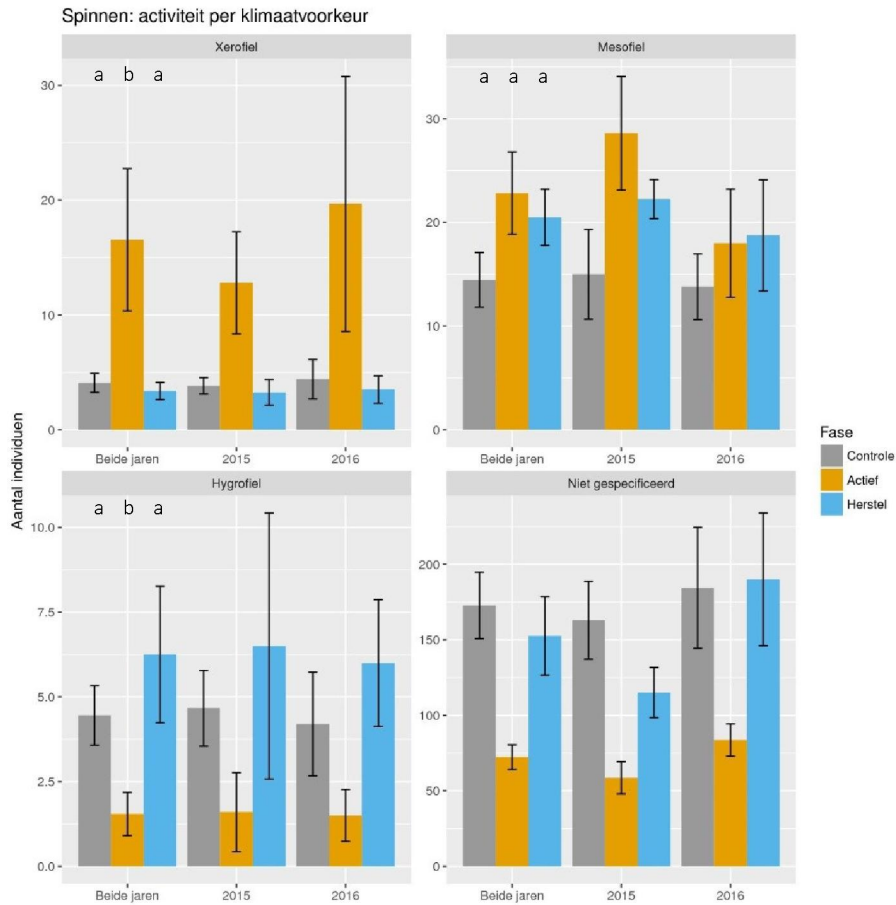 Spinnen: activiteit per klimaatvoorkeur
Xerofiel
a b a
30
20
10
0
Beide jaren 2015 2016
Mesofiel
a a a
30
20
10
0
Beide jaren 2015 2016
Aantal individuen
Hygrofiel
a b a
10.0
7.5
5.0
2.5
0.0
Beide jaren 2015 2016
Niet gespecificeerd
200
150
100
50
0
Beide jaren 2015 2016
Fase
Controle
Actief
Herstel